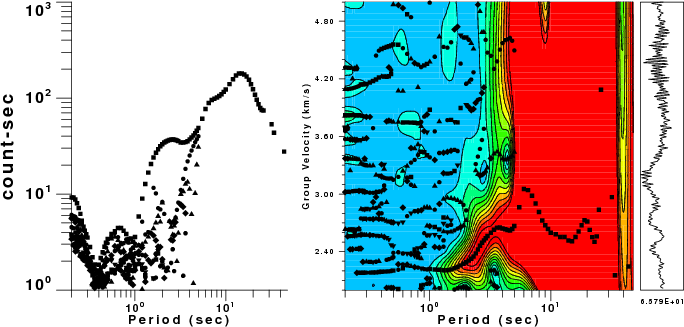 10³
10²
10¹
10⁰
count-sec
10⁰
10¹
Period (sec)
4.80
4.20
3.60
3.00
2.40
Group Velocity (km/s)
10⁰
10¹
Period (sec)
6.579E+01